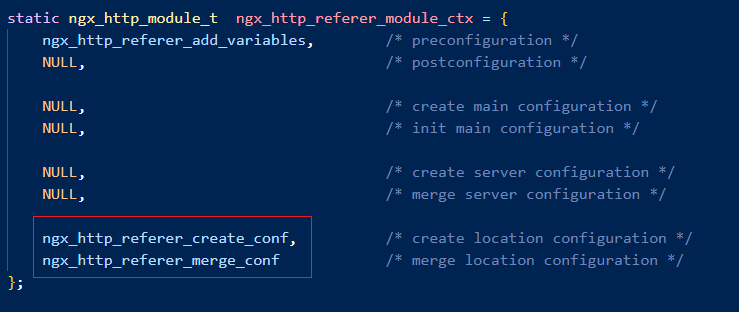 static ngx_http_module_t  ngx_http_referer_module_ctx = {
    ngx_http_referer_add_variables,        /* preconfiguration */
    NULL,                                  /* postconfiguration */

    NULL,                                  /* create main configuration */
    NULL,                                  /* init main configuration */

    NULL,                                  /* create server configuration */
    NULL,                                  /* merge server configuration */

    ngx_http_referer_create_conf,          /* create location configuration */
    ngx_http_referer_merge_conf            /* merge location configuration */
};